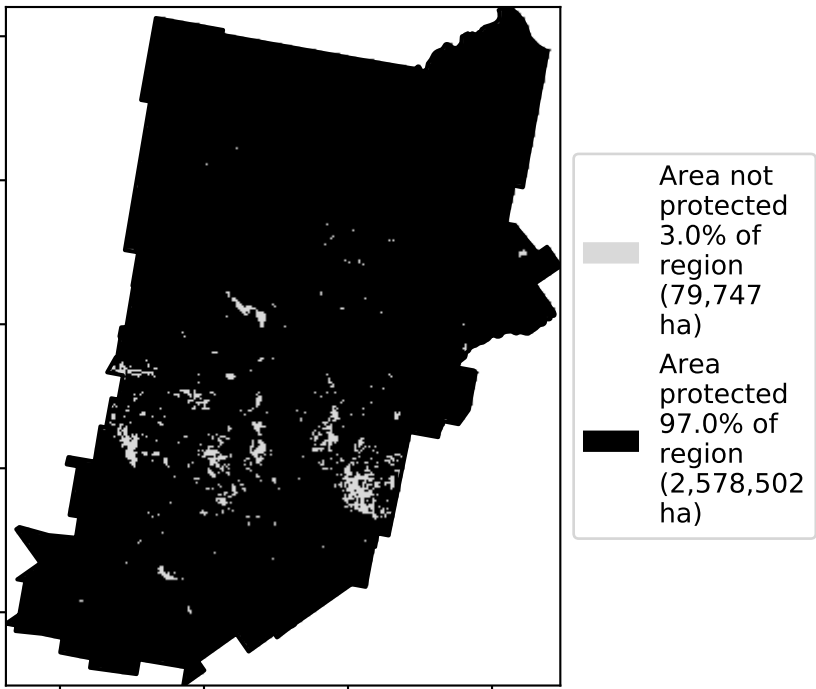 Area not
protected
3.0% of
region
(79,747
ha)
Area
protected
97.0% of
region
(2,578,502
ha)